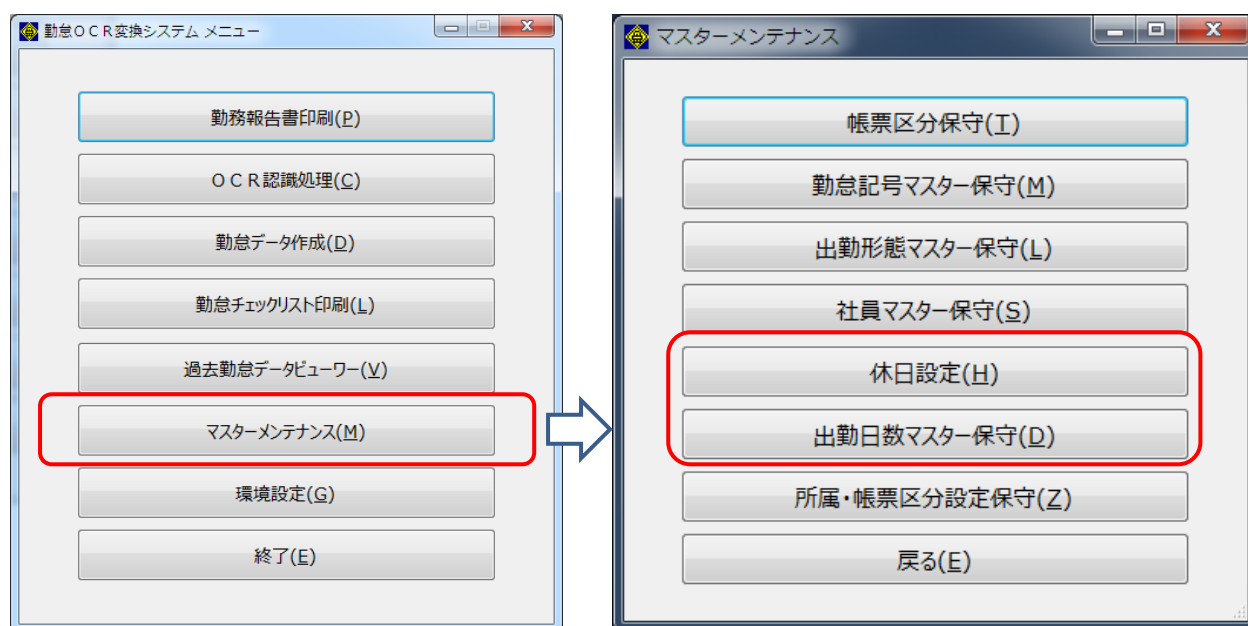 勤怠ＯＣＲ変換システム メニュー
勤務報告書印刷(P)
ＯＣＲ認識処理(C)
勤怠データ作成(D)
勤怠チェックリスト印刷(L)
過去勤怠データビューワー(V)
マスターメンテナンス(M)
環境設定(G)
終了(E)
マスターメンテナンス
帳票区分保守(T)
勤怠記号マスター保守(M)
出勤形態マスター保守(L)
社員マスター保守(S)
休日設定(H)
出勤日数マスター保守(D)
所属・帳票区分設定保守(Z)
戻る(E)